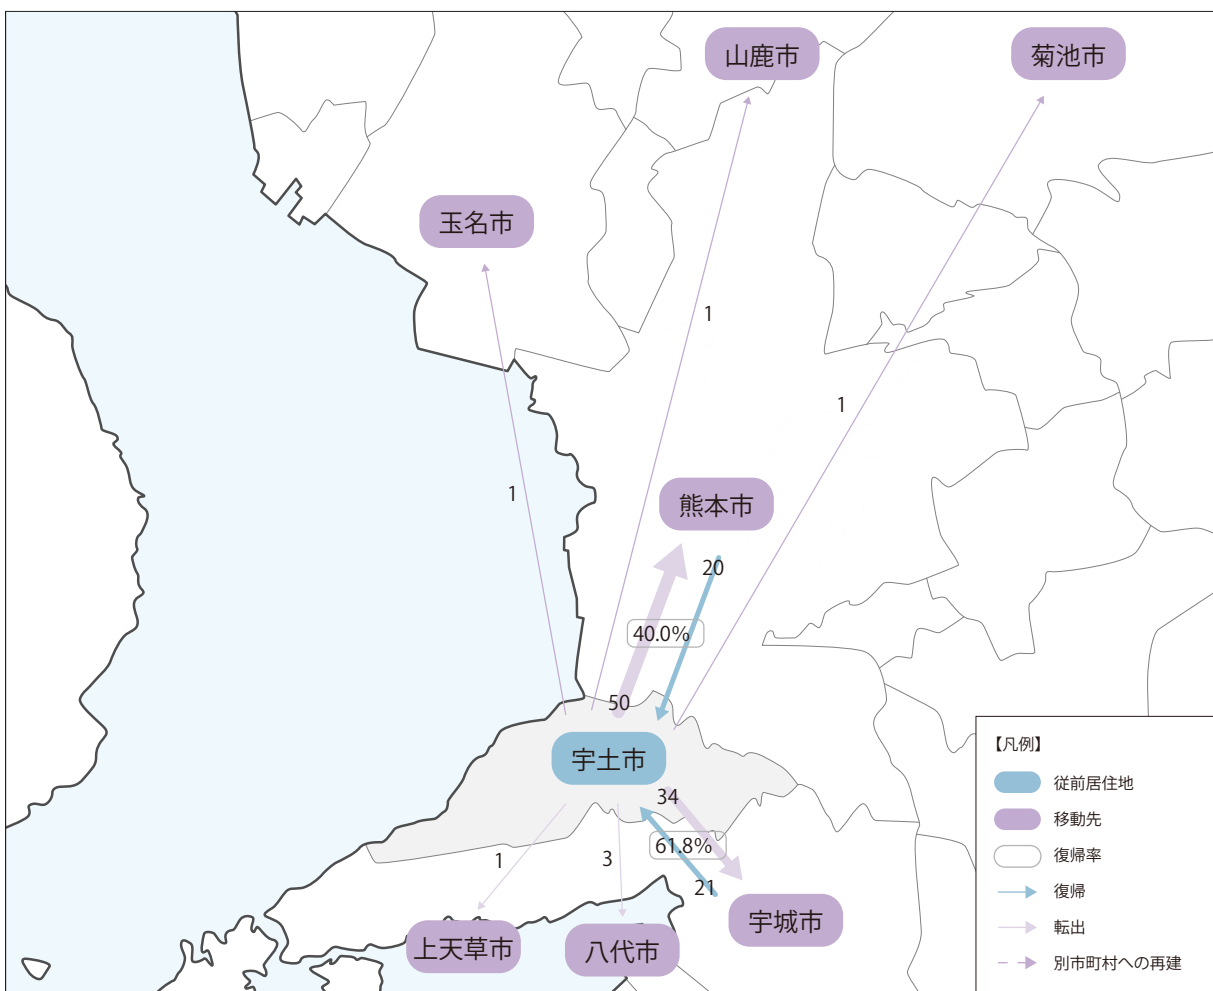 山鹿市
菊池市
玉名市
1
1
1
熊本市
20
40.0%
50
宇土市
34
61.8%
1
3
21
宇城市
上天草市
八代市
【凡例】
従前居住地
移動先
復帰率
復帰
転出
別市町村への再建